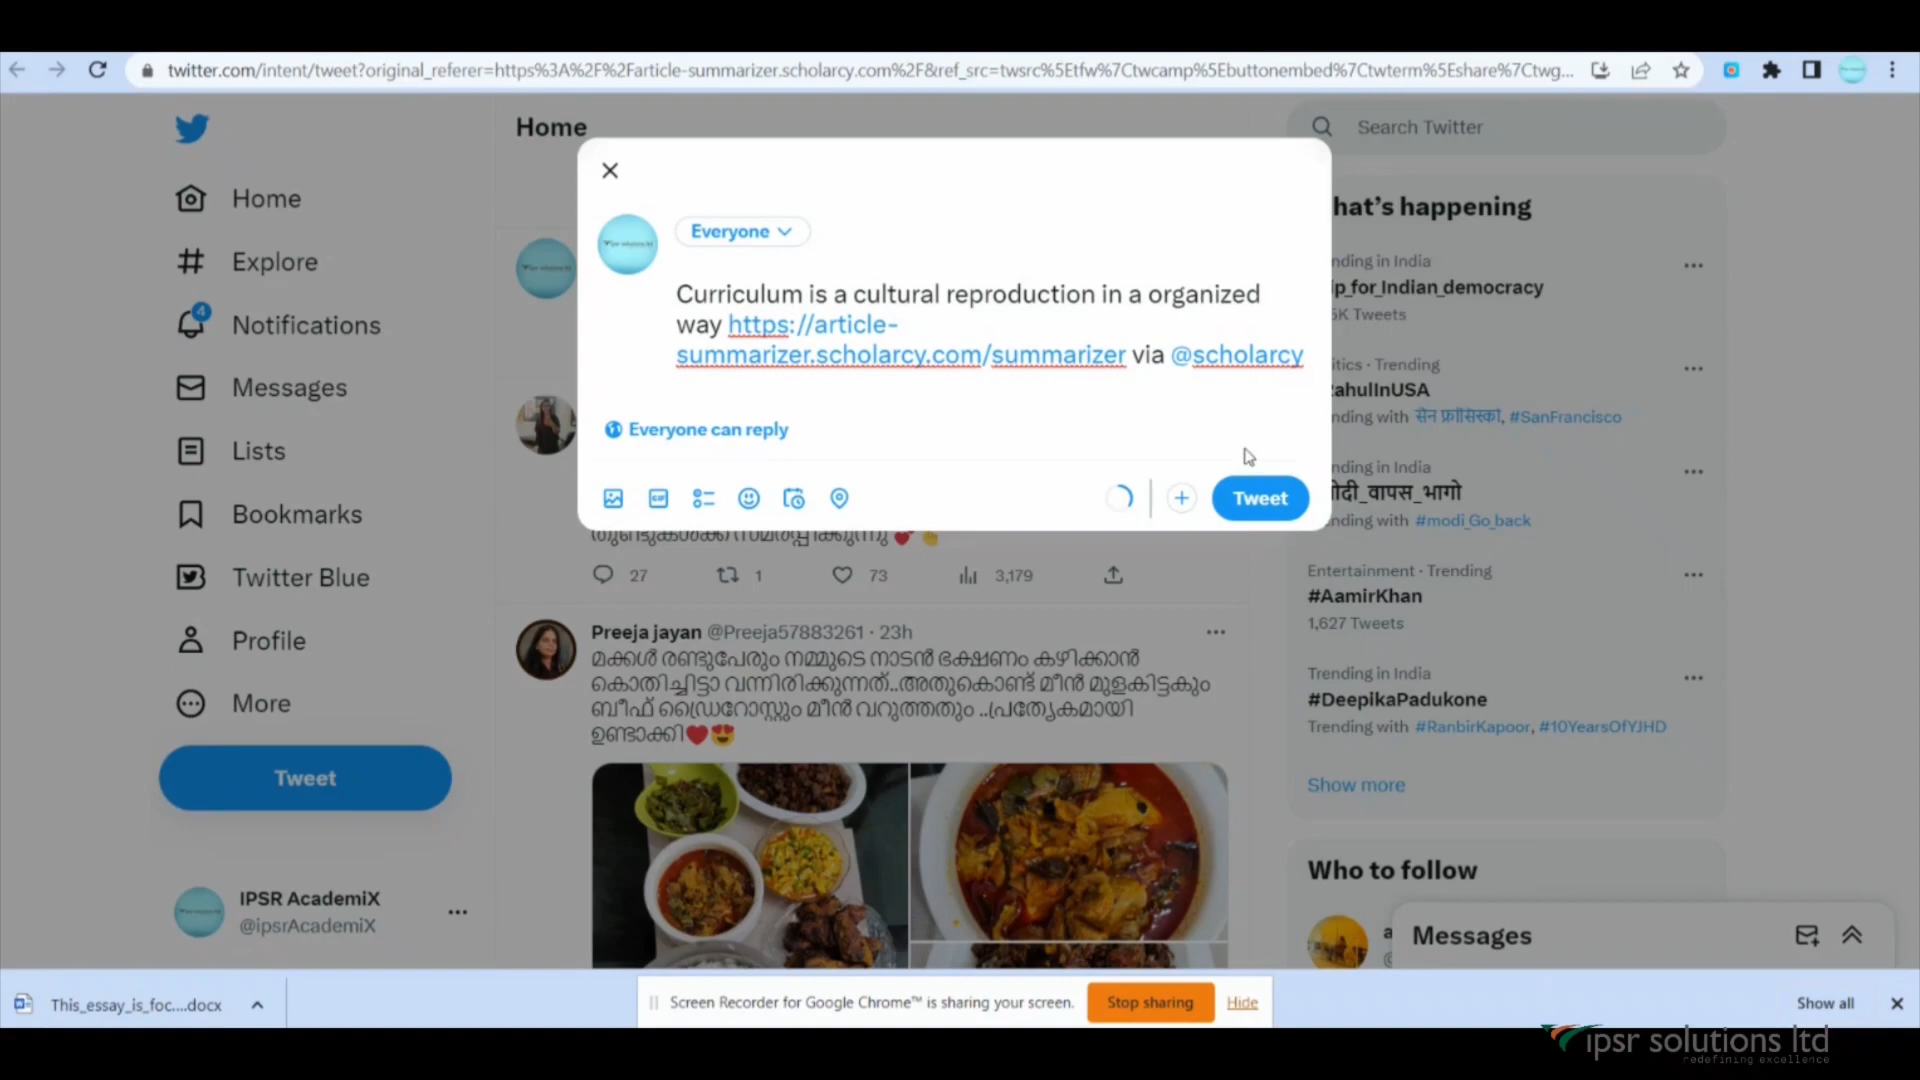 twitter.com/intent/tweet?original_referer=https%3A%2F%2Farticle-summarizer.scholarcy.com%2F&ref_src=twsrc%5Etfw%7Ctwcamp%5Ebuttonembed%7Ctwterm%5Eshare%7Ctwg...
Home
Explore
4
Notifications
Messages
Lists
Bookmarks
Twitter Blue
Profile
More
Tweet
IPSR AcademiX
@ipsrAcademiX
Home
Everyone
Curriculum is a cultural reproduction in a organized
way https://article-
summarizer.scholarcy.com/summarizer via @scholarcy
Everyone can reply
GIF
Tweet
27
1
73
3,179
Preeja jayan @Preeja57883261 · 23h
മക്കൾ രണ്ടുപേരും നമ്മുടെ നാടൻ ഭക്ഷണം കഴിക്കാൻ
കൊതിച്ചിട്ടാ വന്നിരിക്കുന്നത്..അതുകൊണ്ട് മീൻ മുളകിട്ടകും
ബീഫ് ഡ്രൈറോസ്റ്റും മീൻ വറുത്തതും ..പ്രത്യേകമായി
ഉണ്ടാക്കി❤️😍
Search Twitter
hat's happening
nding in India
p_for_Indian_democracy
5K Tweets
itics · Trending
RahulInUSA
nding with सैन फ्रांसिस्को, #SanFrancisco
nding in India
मोदी_वापस_भागो
nding with #modi_Go_back
Entertainment · Trending
#AamirKhan
1,627 Tweets
Trending in India
#DeepikaPadukone
Trending with #RanbirKapoor, #10YearsOfYJHD
Show more
Who to follow
Messages
This_essay_is_foc....docx
Screen Recorder for Google Chrome™ is sharing your screen.
Stop sharing
Hide
Show all
ipsr solutions ltd
redefining excellence